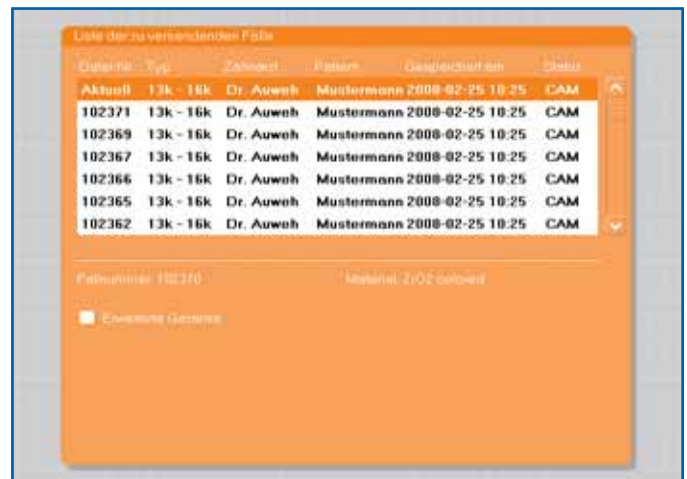 Liste der zu versendenden Fälle
Typ Zahnarzt Patient Gespeichert am Status
Aktuell 13k - 16k Dr. Auweh Mustermann 2008-02-25 10:25 CAM
102371 13k - 16k Dr. Auweh Mustermann 2008-02-25 10:25 CAM
102369 13k - 16k Dr. Auweh Mustermann 2008-02-25 10:25 CAM
102367 13k - 16k Dr. Auweh Mustermann 2008-02-25 10:25 CAM
102366 13k - 16k Dr. Auweh Mustermann 2008-02-25 10:25 CAM
102365 13k - 16k Dr. Auweh Mustermann 2008-02-25 10:25 CAM
102362 13k - 16k Dr. Auweh Mustermann 2008-02-25 10:25 CAM
102370 Material: ZrO2 colored
Erweiterte Garantie